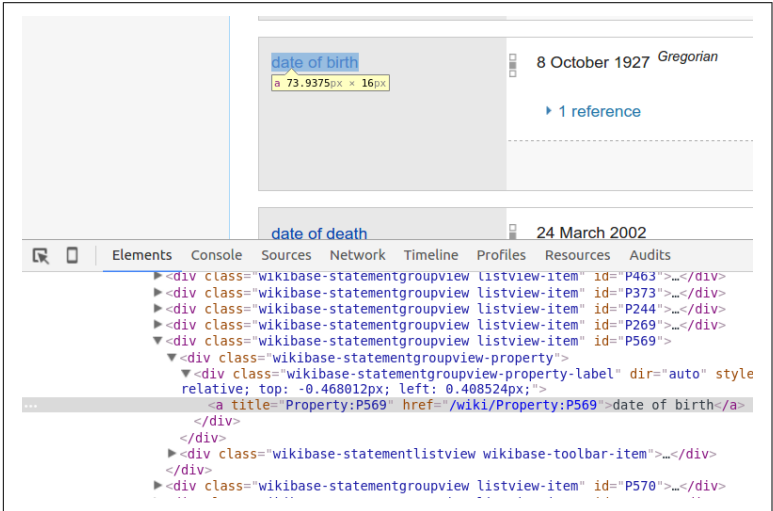 date of birth
8 October 1927 Gregorian
a 73.9375px × 16px
1 reference
date of death
24 March 2002
Elements Console Sources Network Timeline Profiles Resources Audits
▶<div class="wikibase-statementgroupview listview-item" id="P463">…</div>
▶<div class="wikibase-statementgroupview listview-item" id="P373">…</div>
▶<div class="wikibase-statementgroupview listview-item" id="P244">…</div>
▶<div class="wikibase-statementgroupview listview-item" id="P269">…</div>
▼<div class="wikibase-statementgroupview listview-item" id="P569">
▼<div class="wikibase-statementgroupview-property">
▼<div class="wikibase-statementgroupview-property-label" dir="auto" style
relative; top: -0.468012px; left: 0.408524px;">
... <a title="Property:P569" href="/wiki/Property:P569">date of birth</a>
</div>
</div>
▶<div class="wikibase-statementlistview wikibase-toolbar-item">…</div>
</div>
▶<div class="wikibase-statementgroupview listview-item" id="P570">…</div>